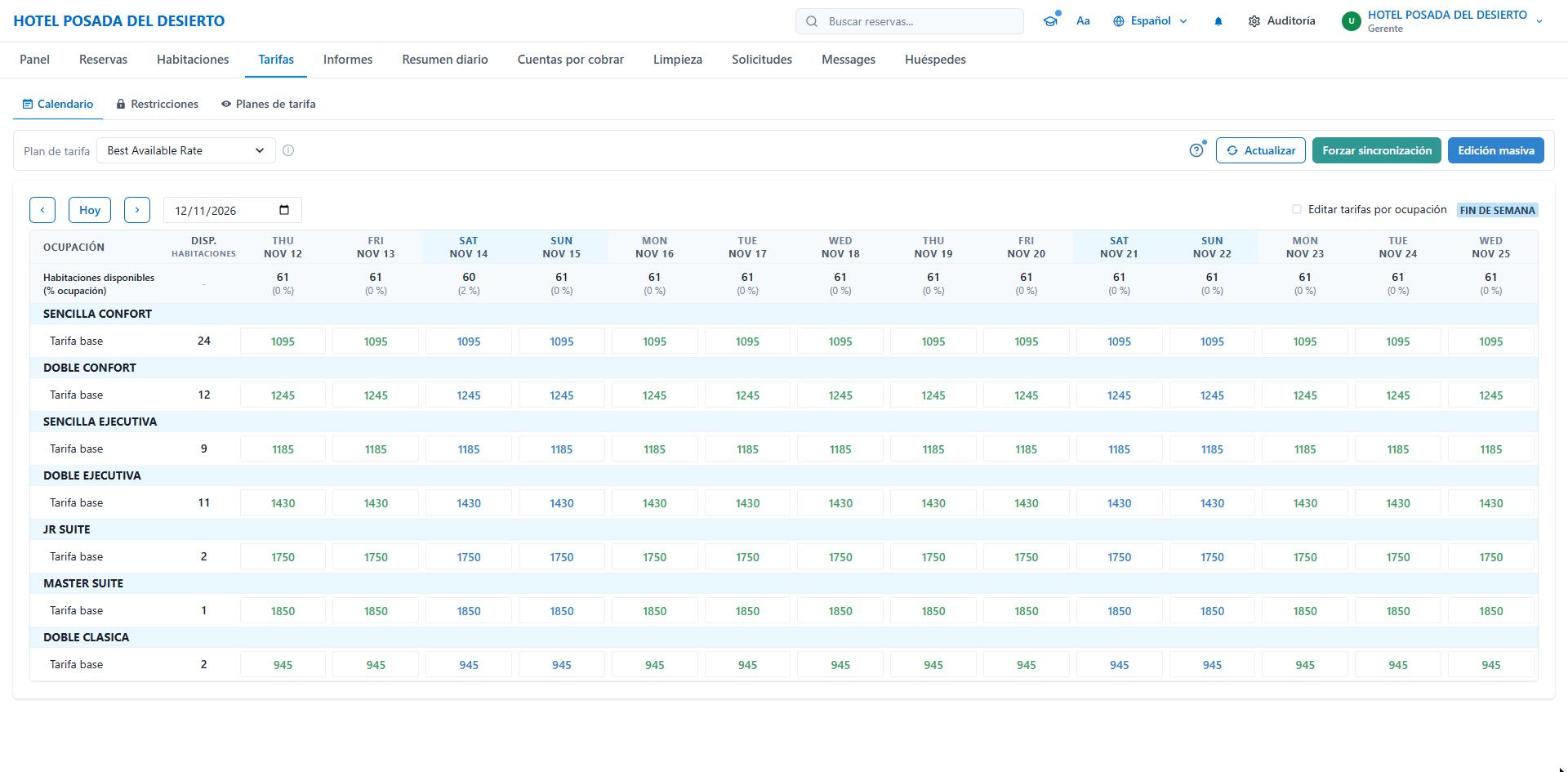 HOTEL POSADA DEL DESIERTO
Buscar reservas...
Aa
Español
Auditoría
U
HOTEL POSADA DEL DESIERTO
Gerente
Panel Reservas Habitaciones Tarifas Informes Resumen diario Cuentas por cobrar Limpieza Solicitudes Messages Huéspedes
Calendario Restricciones Planes de tarifa
Plan de tarifa Best Available Rate Actualizar Forzar sincronización Edición masiva
Hoy 12/11/2026 Editar tarifas por ocupación FIN DE SEMANA
OCUPACIÓN DISP. HABITACIONES THU NOV 12 FRI NOV 13 SAT NOV 14 SUN NOV 15 MON NOV 16 TUE NOV 17 WED NOV 18 THU NOV 19 FRI NOV 20 SAT NOV 21 SUN NOV 22 MON NOV 23 TUE NOV 24 WED NOV 25
Habitaciones disponibles - 61 61 60 61 61 61 61 61 61 61 61 61 61 61
(% ocupación) (0 %) (0 %) (2 %) (0 %) (0 %) (0 %) (0 %) (0 %) (0 %) (0 %) (0 %) (0 %) (0 %) (0 %)
SENCILLA CONFORT
Tarifa base 24 1095 1095 1095 1095 1095 1095 1095 1095 1095 1095 1095 1095 1095 1095
DOBLE CONFORT
Tarifa base 12 1245 1245 1245 1245 1245 1245 1245 1245 1245 1245 1245 1245 1245 1245
SENCILLA EJECUTIVA
Tarifa base 9 1185 1185 1185 1185 1185 1185 1185 1185 1185 1185 1185 1185 1185 1185
DOBLE EJECUTIVA
Tarifa base 11 1430 1430 1430 1430 1430 1430 1430 1430 1430 1430 1430 1430 1430 1430
JR SUITE
Tarifa base 2 1750 1750 1750 1750 1750 1750 1750 1750 1750 1750 1750 1750 1750 1750
MASTER SUITE
Tarifa base 1 1850 1850 1850 1850 1850 1850 1850 1850 1850 1850 1850 1850 1850 1850
DOBLE CLASICA
Tarifa base 2 945 945 945 945 945 945 945 945 945 945 945 945 945 945